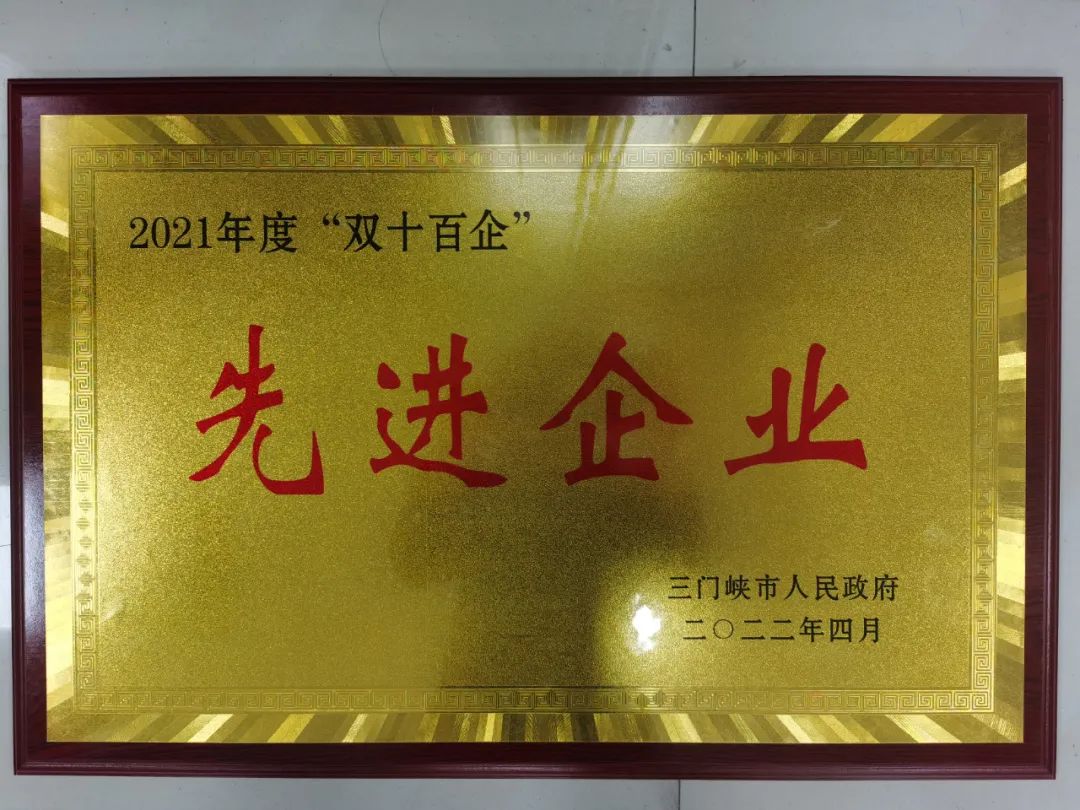 2021年度“双十百企”
先进企业
三门峡市人民政府
二〇二二年四月